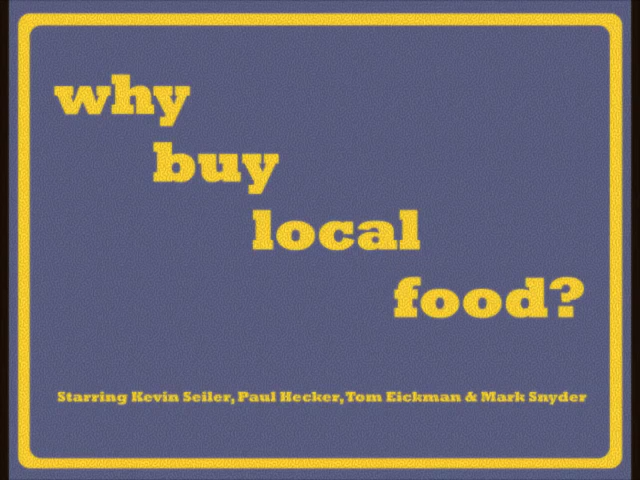 why
buy
local
food?
Starring Kevin Seiler, Paul Hecker, Tom Eickman & Mark Snyder